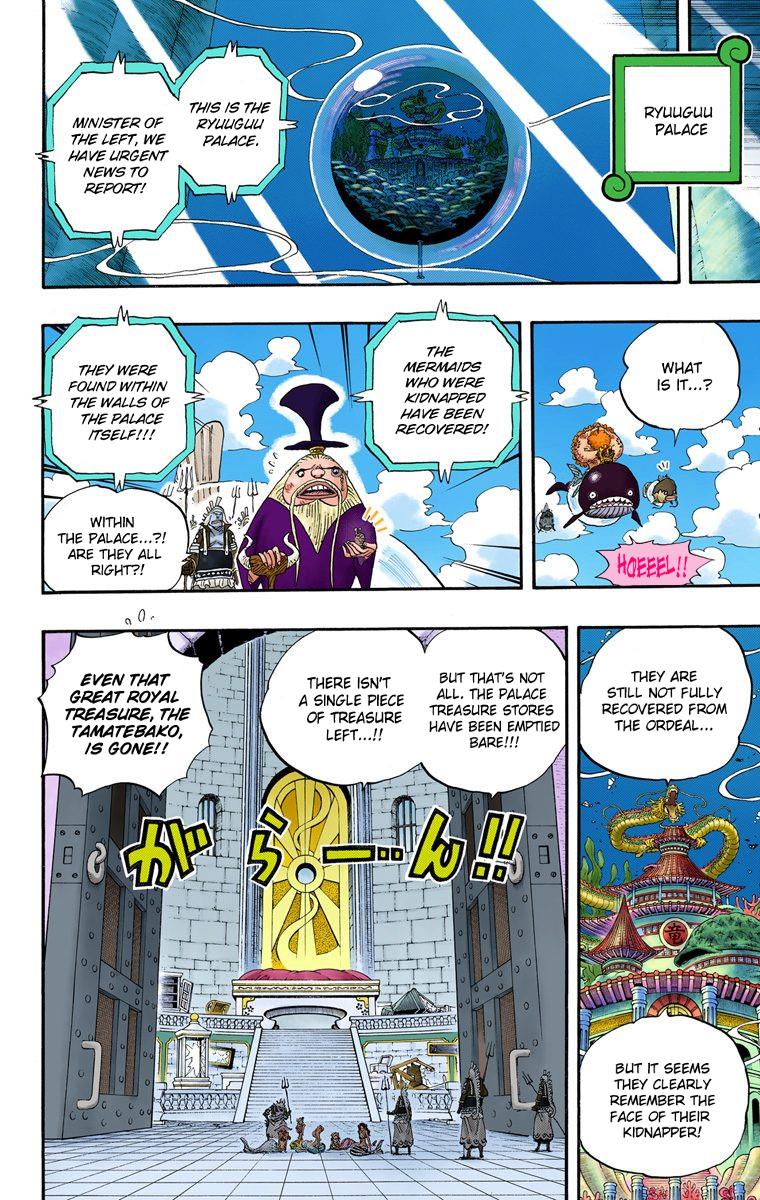 RYUUGUU
PALACE
THIS IS THE
RYUUGUU
PALACE.
MINISTER OF
THE LEFT, WE
HAVE URGENT
NEWS TO
REPORT!
WHAT
IS IT...?
HOEEEL!!
THE
MERMAIDS
WHO WERE
KIDNAPPED
HAVE BEEN
RECOVERED!
THEY WERE
FOUND WITHIN
THE WALLS OF
THE PALACE
ITSELF!!!
WITHIN
THE PALACE...?!
ARE THEY ALL
RIGHT?!
THEY ARE
STILL NOT FULLY
RECOVERED FROM
THE ORDEAL...
竜
BUT IT SEEMS
THEY CLEARLY
REMEMBER THE
FACE OF THEIR
KIDNAPPER!
BUT THAT'S NOT
ALL. THE PALACE
TREASURE STORES
HAVE BEEN EMPTIED
BARE!!!
THERE ISN'T
A SINGLE PIECE
OF TREASURE
LEFT...!!
EVEN THAT
GREAT ROYAL
TREASURE, THE
TAMATEBAKO,
IS GONE!!
がらーん!!